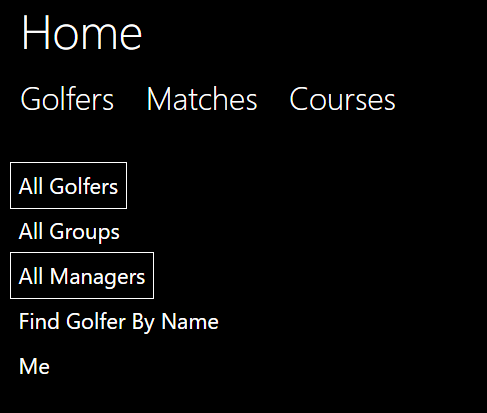 Home
Golfers Matches Courses
All Golfers
All Groups
All Managers
Find Golfer By Name
Me